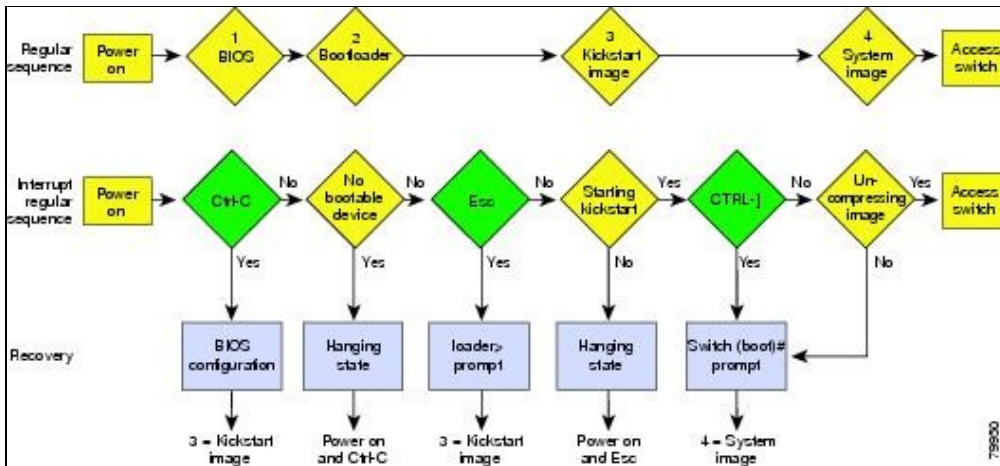 Regular
sequence
Power
on
1
BIOS
2
Bootloader
3
Kickstart
image
4
System
image
Access
switch
Interrupt
regular
sequence
Power
on
Ctrl-C
No
No
bootable
device
No
Esc
No
Starting
kickstart
Yes
CTRL-]
No
Un-
compressing
image
Yes
Access
switch
Yes
Yes
Yes
No
Yes
No
Recovery
BIOS
configuration
Hanging
state
loader>
prompt
Hanging
state
Switch (boot)#
prompt
3 = Kickstart
image
Power on
and Ctrl-C
3 = Kickstart
image
Power on
and Esc
4 = System
image
79950